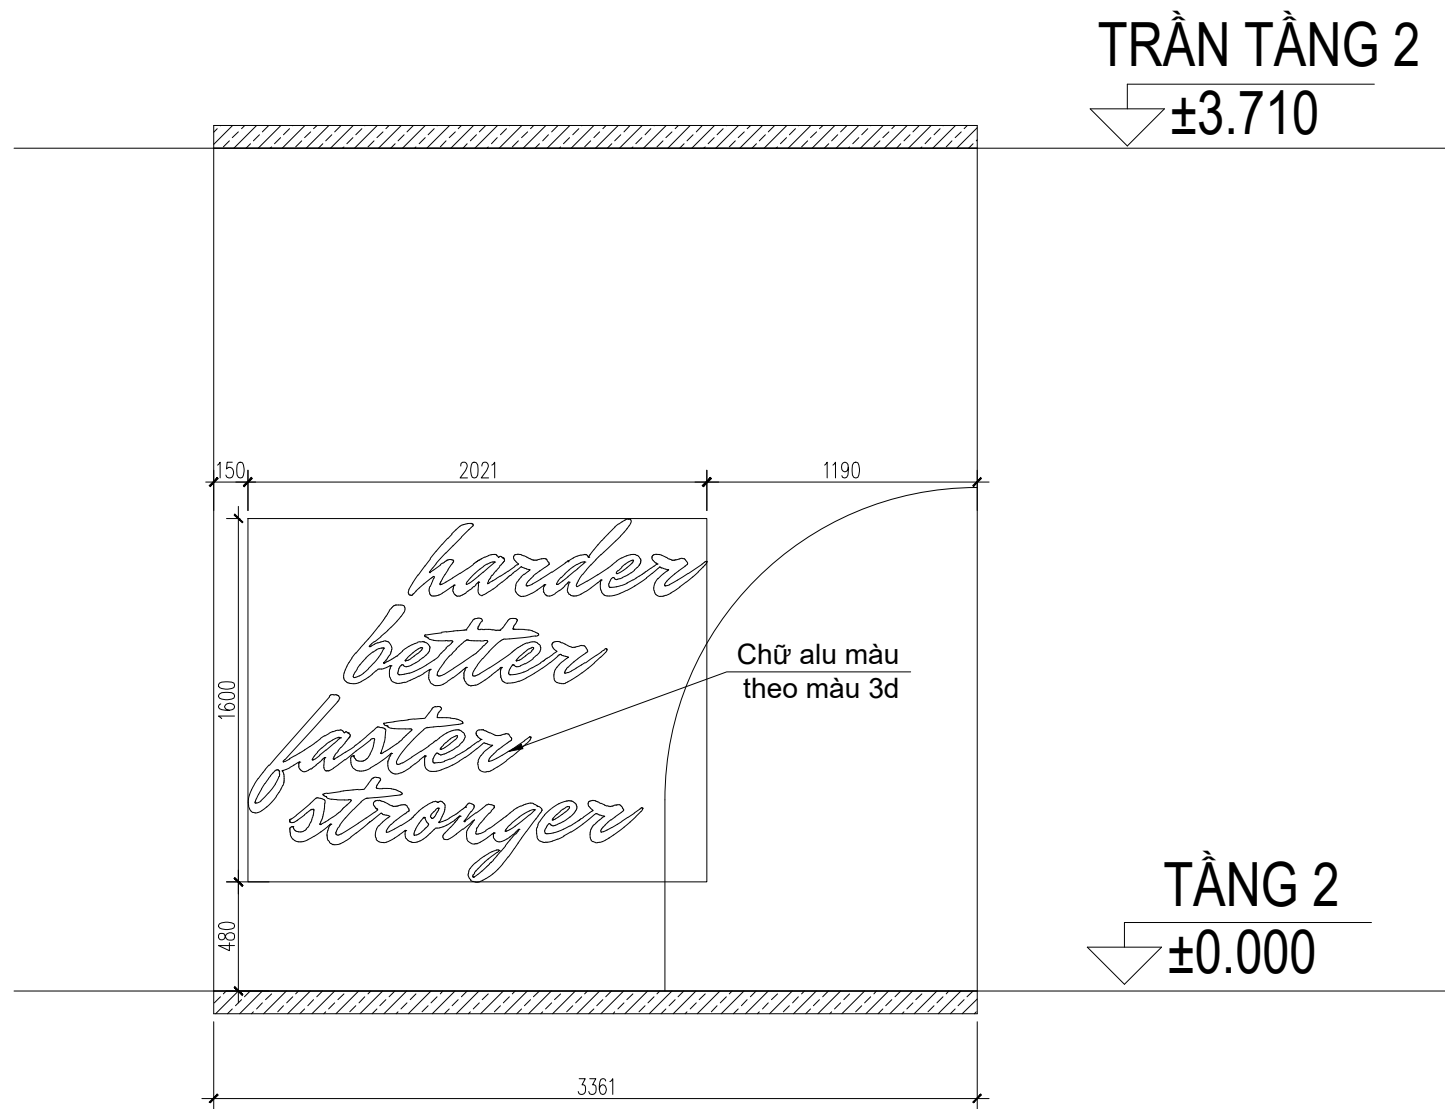 TRẦN TẦNG 2
±3.710
150
2021
1190
harder
better
Chữ alu màu
theo màu 3d
1600
faster
stronger
TẦNG 2
480
±0.000
3361